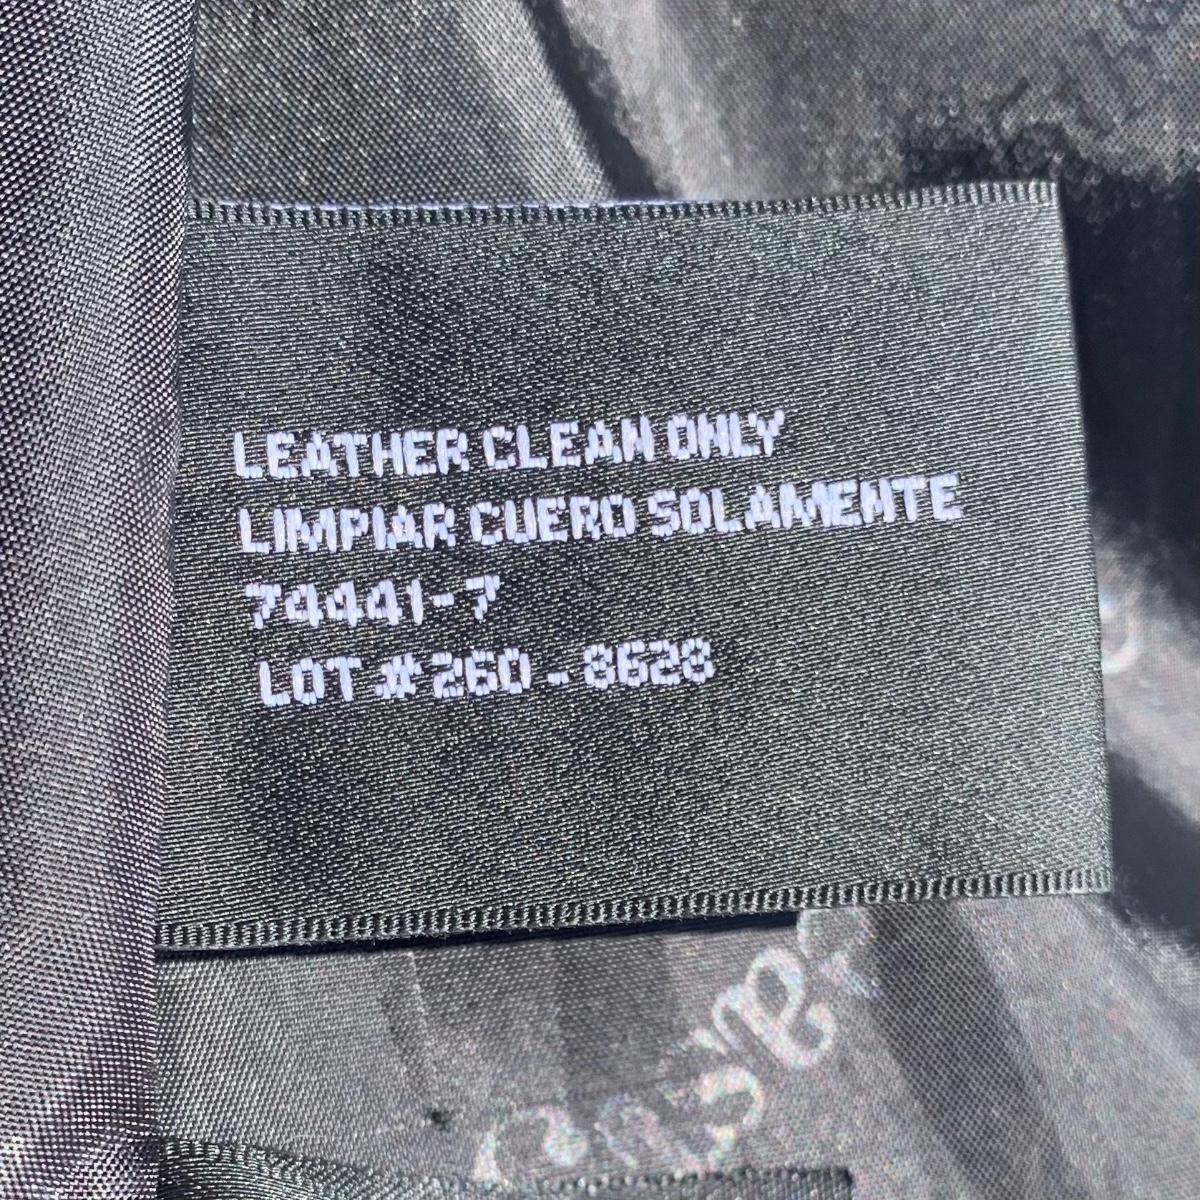 LEATHER CLEAN ONLY
LIMPIAR CUERO SOLAMENTE
74441-7
LOT # 260 - 8628